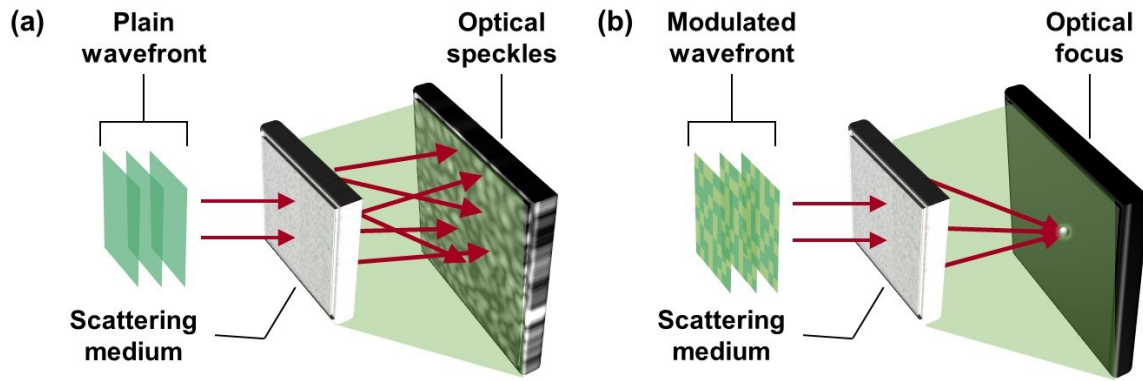 (a)
Plain
wavefront
Optical
speckles
Scattering
medium
(b)
Modulated
wavefront
Optical
focus
Scattering
medium